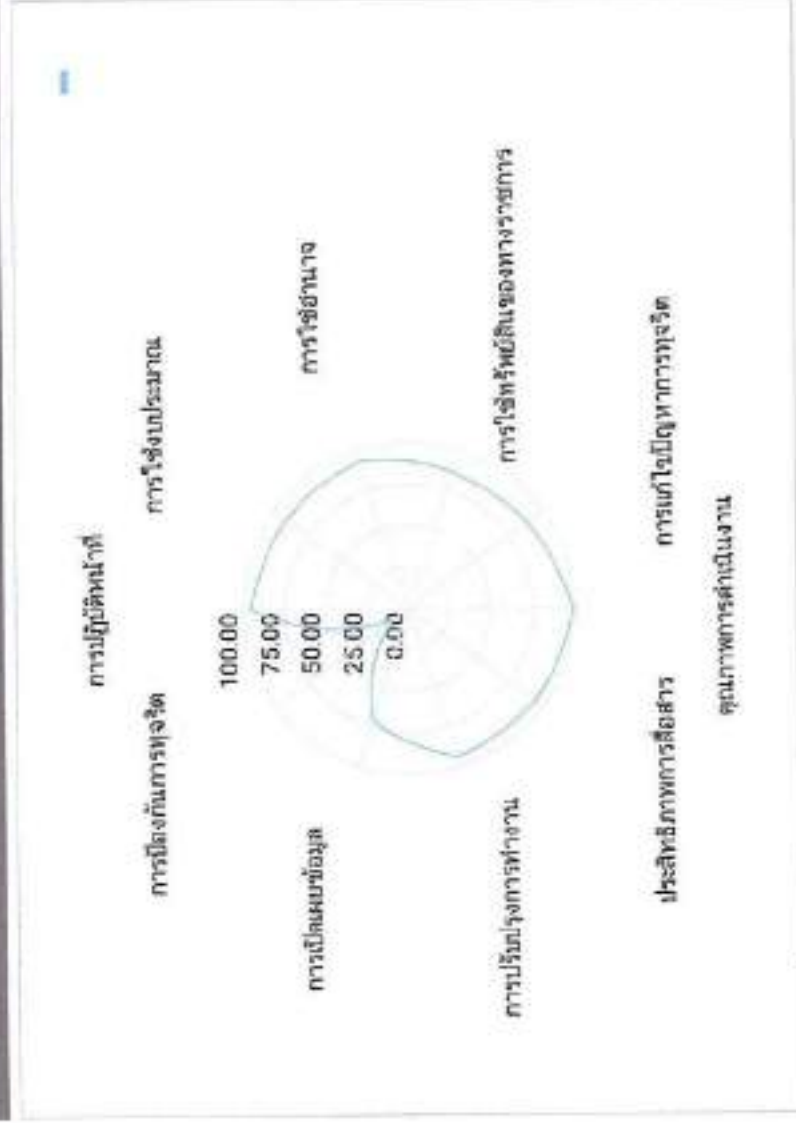 การปฏิบัติหน้าที่
การป้องกันการทุจริต
การใช้งบประมาณ
100.00
75.00
50.00
25.00
0.00
การเปิดเผยข้อมูล
การใช้อำนาจ
การปรับปรุงการทำงาน
การใช้ทรัพย์สินของทางราชการ
ประสิทธิภาพการสื่อสาร
การแก้ไขปัญหาการทุจริต
คุณภาพการดำเนินงาน